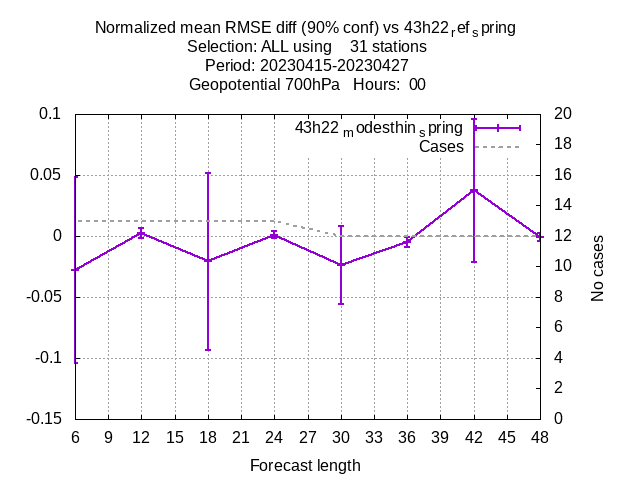 Normalized mean RMSE diff (90% conf) vs 43h22ᵣefₛpring
Selection: ALL using    31 stations
Period: 20230415-20230427
Geopotential 700hPa   Hours:  00
43h22ₘodesthinₛpring
Cases
0.1
0.05
0
-0.05
-0.1
-0.15
20
18
16
14
12
10
8
6
4
2
0
No cases
6 9 12 15 18 21 24 27 30 33 36 39 42 45 48
Forecast length